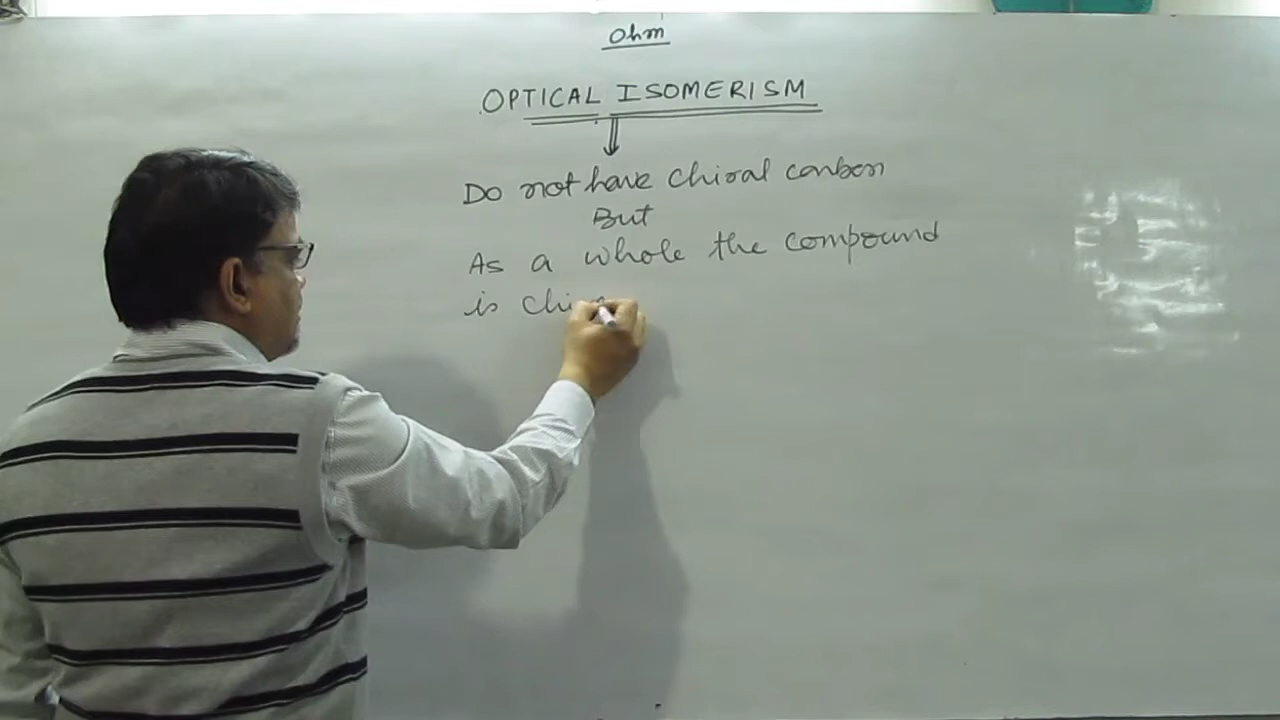 Ohm
OPTICAL ISOMERISM
Do not have chiral carbon
But
As a whole the compound
is